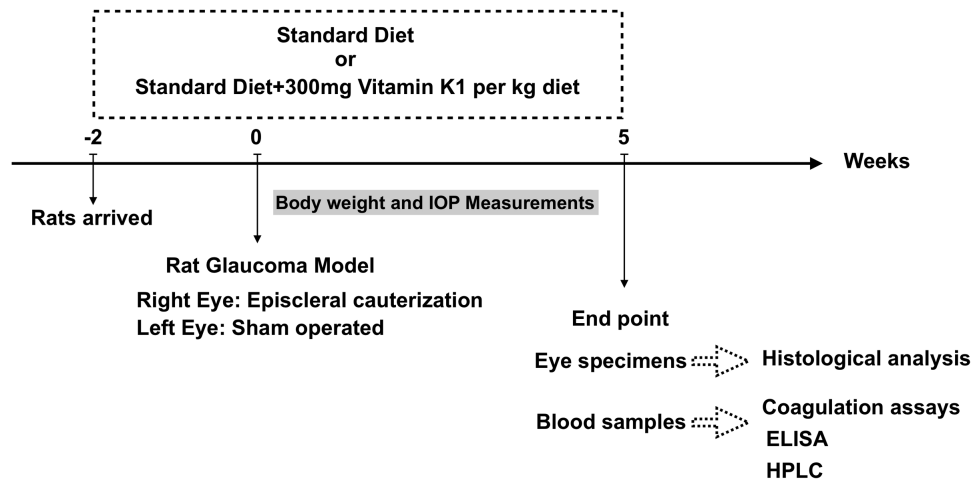 Standard Diet
or
Standard Diet+300mg Vitamin K1 per kg diet
-2
0
5
Weeks
Rats arrived
Body weight and IOP Measurements
Rat Glaucoma Model
Right Eye: Episcleral cauterization
Left Eye: Sham operated
End point
Eye specimens
Histological analysis
Blood samples
Coagulation assays
ELISA
HPLC